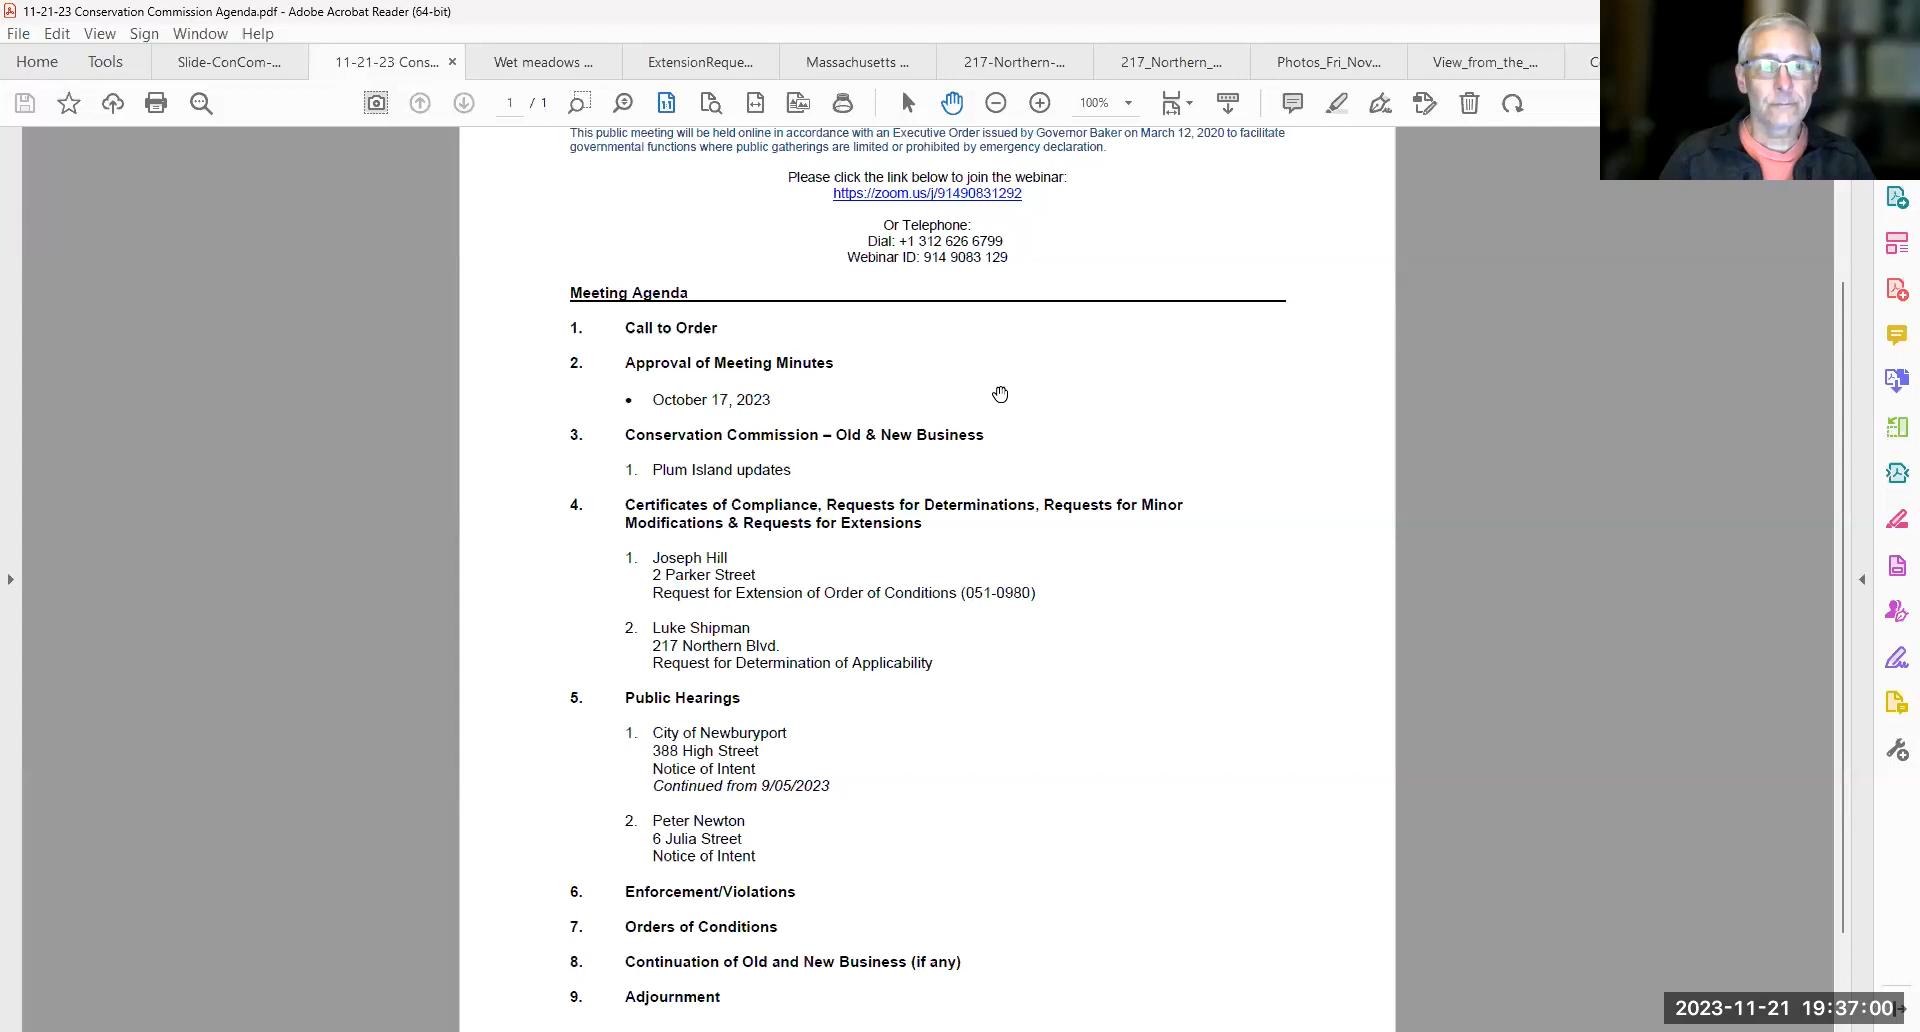 11-21-23 Conservation Commission Agenda.pdf - Adobe Acrobat Reader (64-bit)
File Edit View Sign Window Help
Home Tools Slide-ConCom-... 11-21-23 Cons... × Wet meadows ... ExtensionReque... Massachusetts ... 217-Northern-... 217_Northern_... Photos_Fri_Nov... View_from_the_...
1 / 1 100%
This public meeting will be held online in accordance with an Executive Order issued by Governor Baker on March 12, 2020 to facilitate
governmental functions where public gatherings are limited or prohibited by emergency declaration.
Please click the link below to join the webinar:
https://zoom.us/j/91490831292
Or Telephone:
Dial: +1 312 626 6799
Webinar ID: 914 9083 129
Meeting Agenda
1. Call to Order
2. Approval of Meeting Minutes
• October 17, 2023
3. Conservation Commission – Old & New Business
1. Plum Island updates
4. Certificates of Compliance, Requests for Determinations, Requests for Minor
Modifications & Requests for Extensions
1. Joseph Hill
2 Parker Street
Request for Extension of Order of Conditions (051-0980)
2. Luke Shipman
217 Northern Blvd.
Request for Determination of Applicability
5. Public Hearings
1. City of Newburyport
388 High Street
Notice of Intent
Continued from 9/05/2023
2. Peter Newton
6 Julia Street
Notice of Intent
6. Enforcement/Violations
7. Orders of Conditions
8. Continuation of Old and New Business (if any)
9. Adjournment
2023-11-21 19:37:00